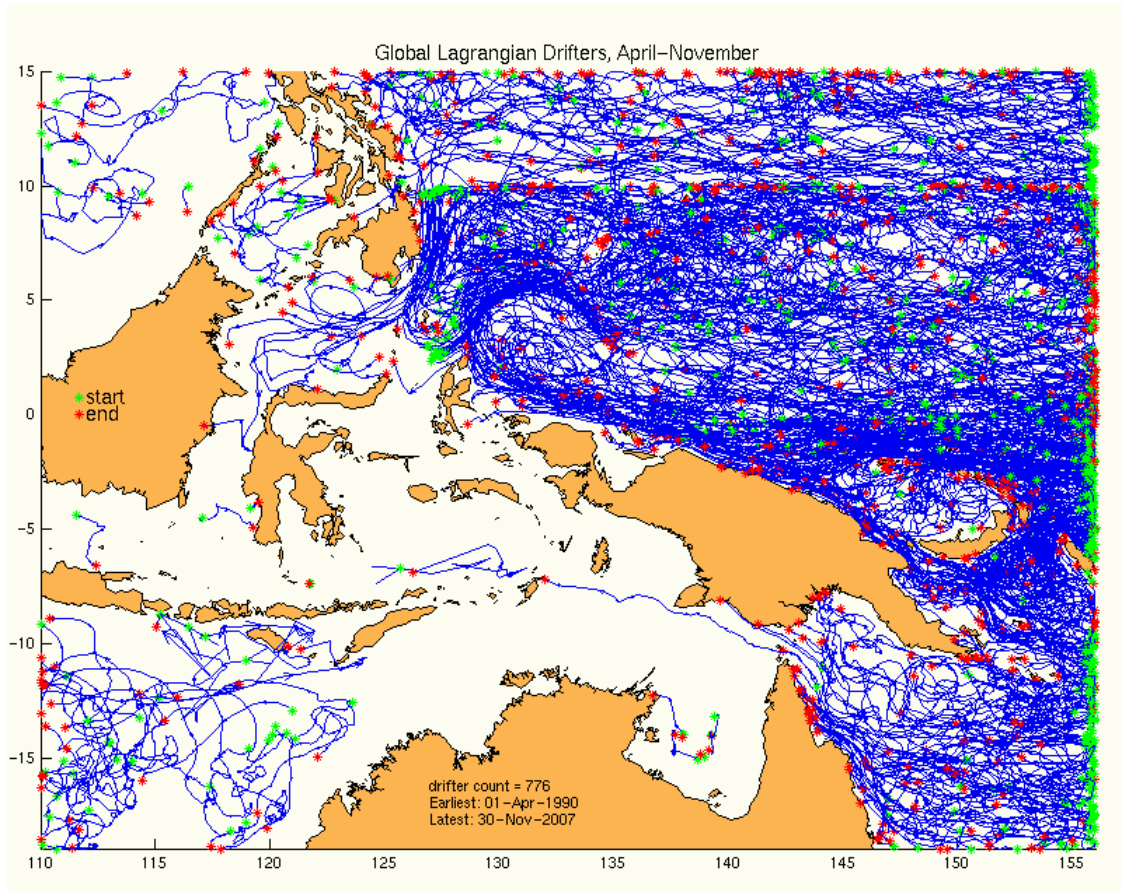 Global Lagrangian Drifters, April-November
15
10
5
start
0
end
-5
-10
-15
drifter count = 776
Earliest: 01-Apr-1990
Latest: 30-Nov-2007
110 115 120 125 130 135 140 145 150 155